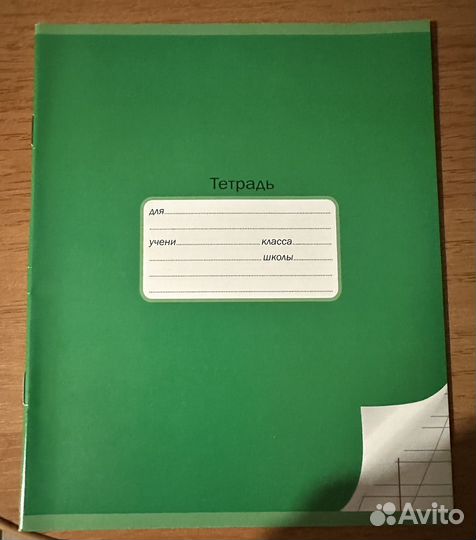 Тетрадь
для
учени класса
школы
Avito